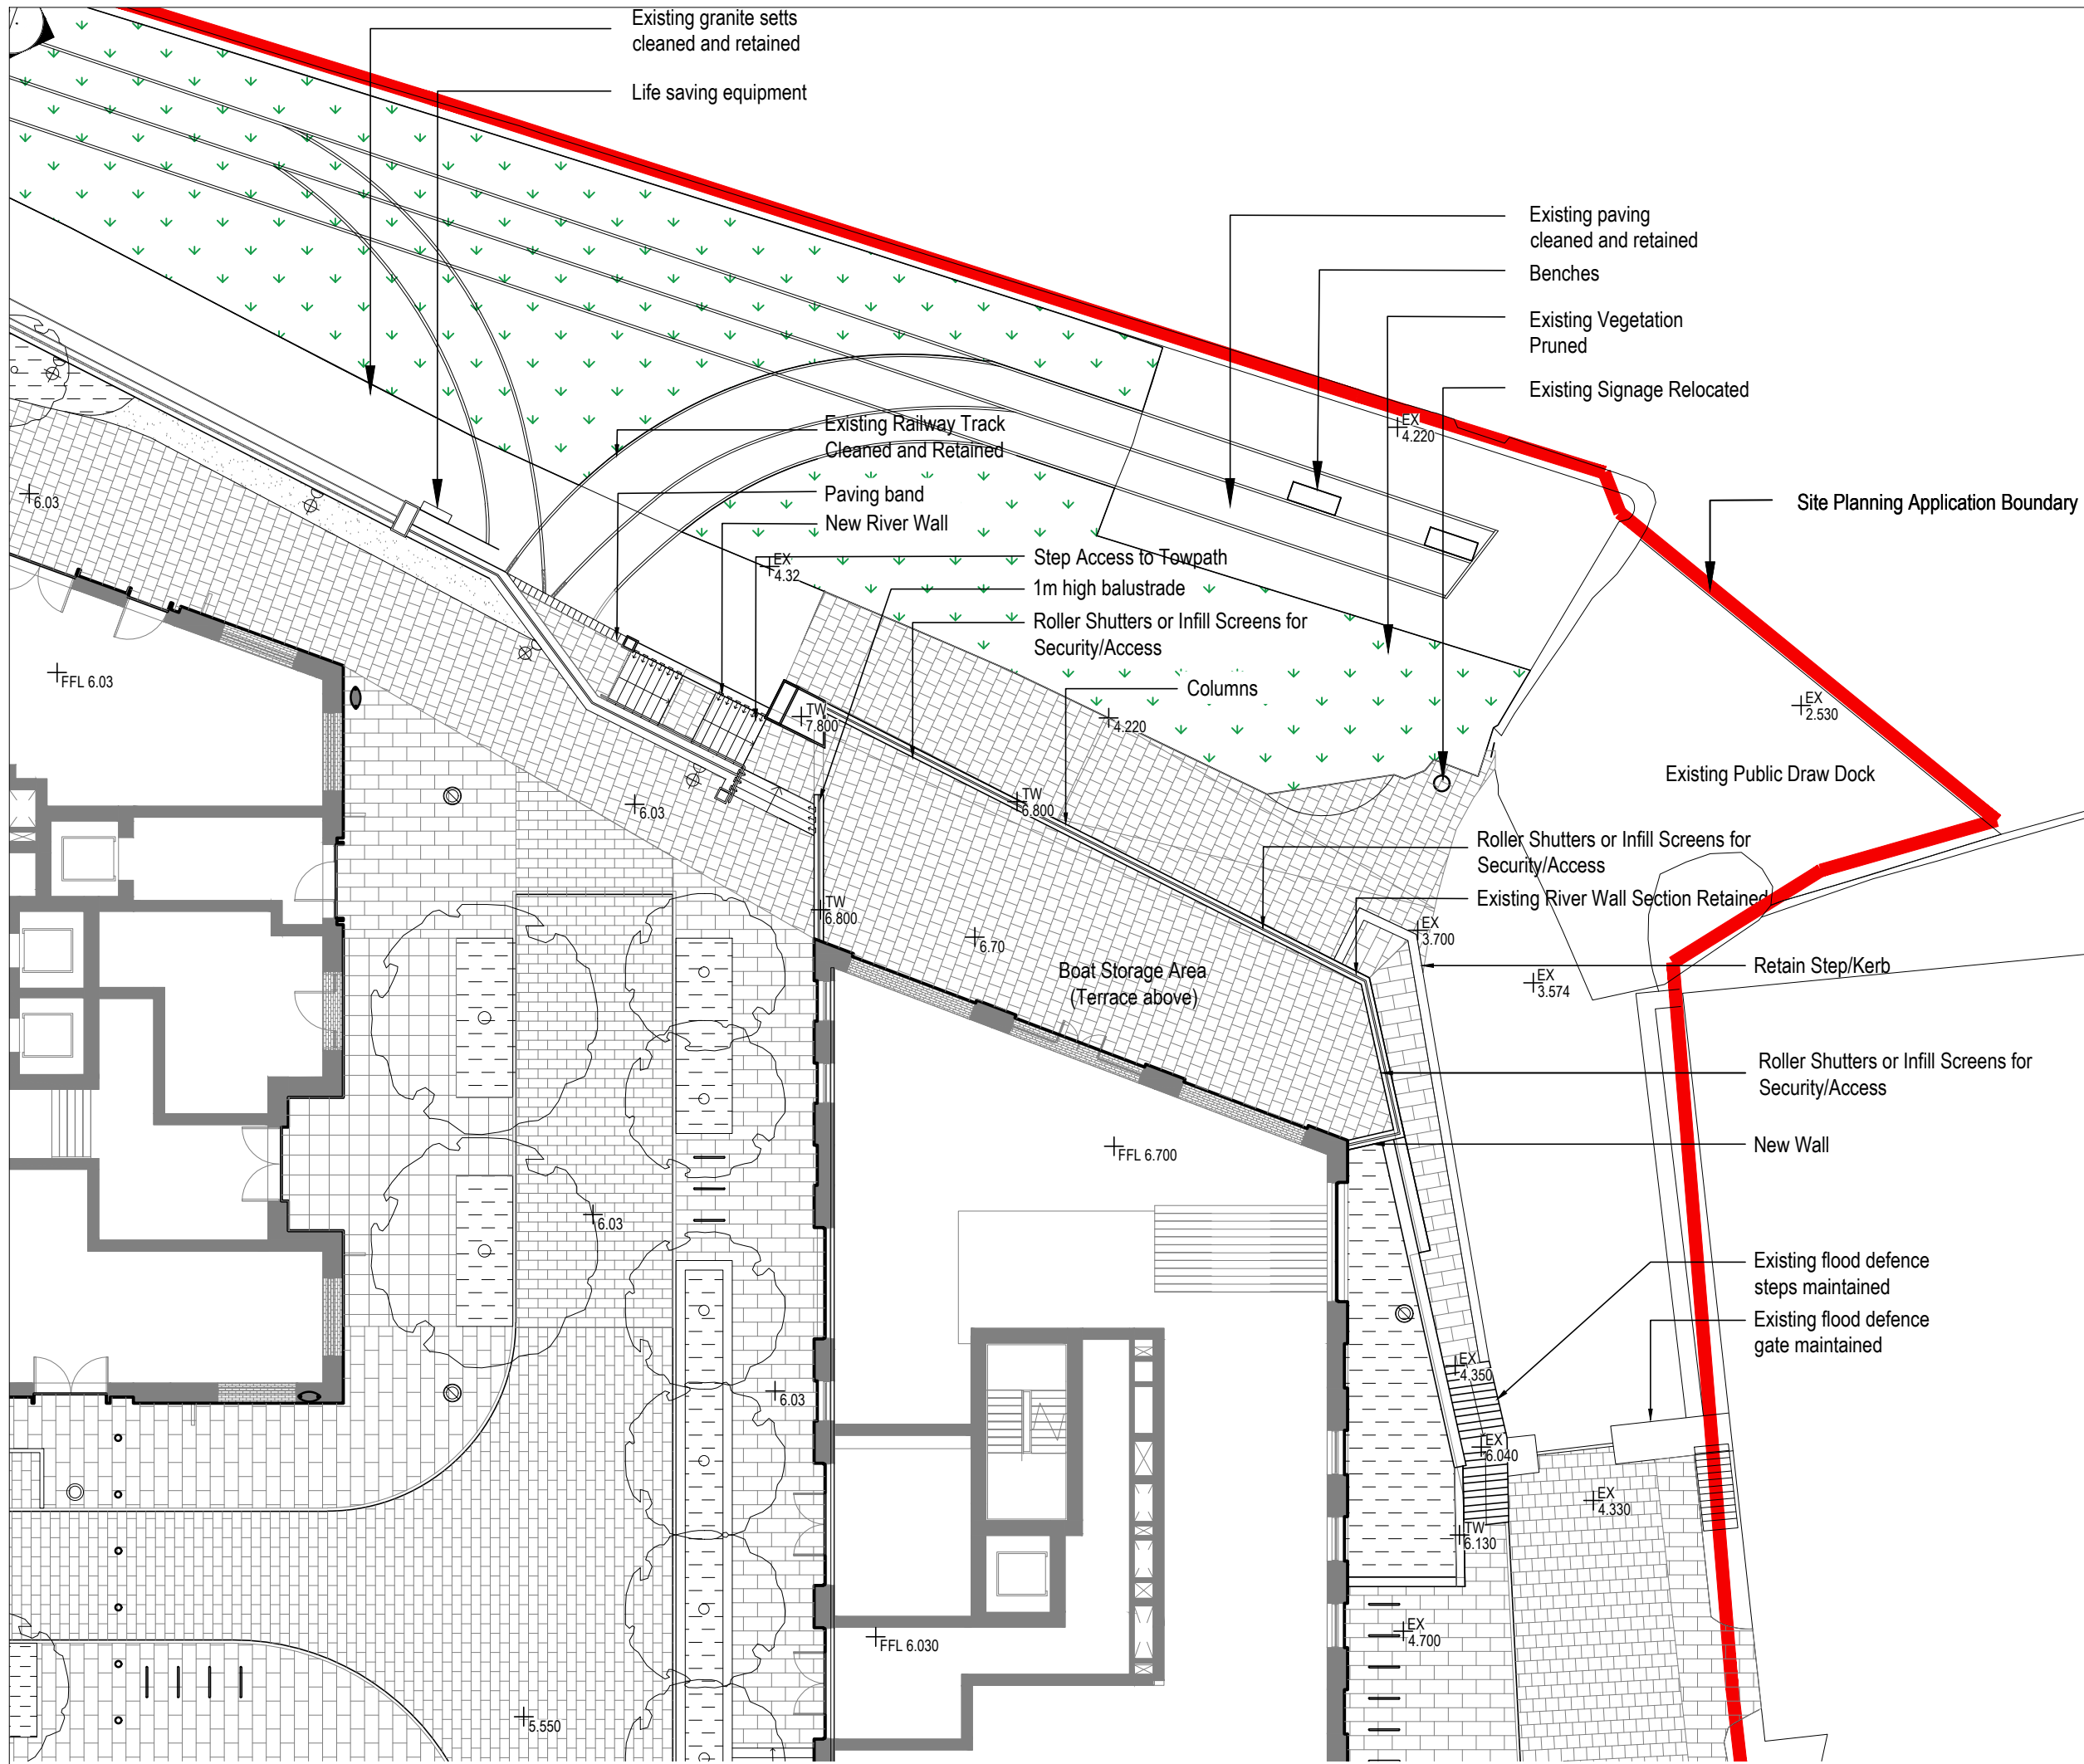 Existing granite setts
cleaned and retained
Life saving equipment
Existing paving
cleaned and retained
Benches
Existing Vegetation
Pruned
Existing Signage Relocated
EX
4.220
Existing Railway Track
Cleaned and Retained
Paving band
New River Wall
6.03
Site Planning Application Boundary
EX
4.32
Step Access to Towpath
1m high balustrade
Roller Shutters or Infill Screens for
Security/Access
FFL 6.03
Columns
TW
7.800
4.220
EX
2.530
Existing Public Draw Dock
6.03
TW
6.800
Roller Shutters or Infill Screens for
Security/Access
Existing River Wall Section Retained
TW
6.800
EX
3.700
6.70
Boat Storage Area
(Terrace above)
Retain Step/Kerb
EX
3.574
Roller Shutters or Infill Screens for
Security/Access
FFL 6.700
New Wall
6.03
Existing flood defence
steps maintained
Existing flood defence
gate maintained
EX
4.350
6.03
EX
6.040
EX
4.330
TW
6.130
FFL 6.030
EX
4.700
5.550